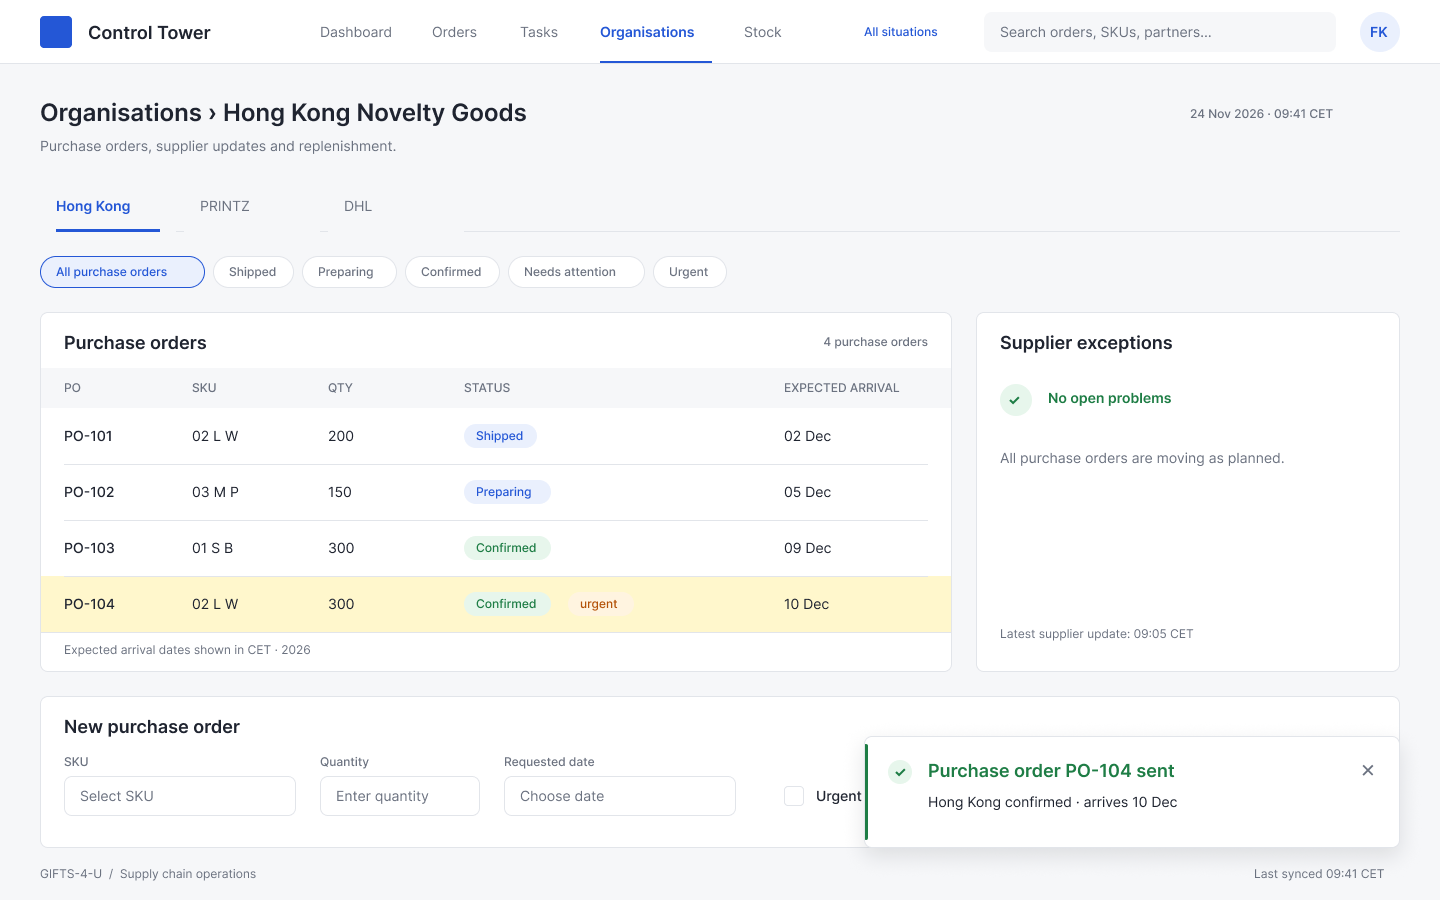 Control Tower
Dashboard Orders Tasks Organisations Stock All situations Search orders, SKUs, partners... FK
Organisations › Hong Kong Novelty Goods
24 Nov 2026 · 09:41 CET
Purchase orders, supplier updates and replenishment.
Hong Kong PRINTZ DHL
All purchase orders Shipped Preparing Confirmed Needs attention Urgent
Purchase orders 4 purchase orders
PO SKU QTY STATUS EXPECTED ARRIVAL
PO-101 02 L W 200 Shipped 02 Dec
PO-102 03 M P 150 Preparing 05 Dec
PO-103 01 S B 300 Confirmed 09 Dec
PO-104 02 L W 300 Confirmed urgent 10 Dec
Expected arrival dates shown in CET · 2026
Supplier exceptions
No open problems
All purchase orders are moving as planned.
Latest supplier update: 09:05 CET
New purchase order
SKU Quantity Requested date
Select SKU Enter quantity Choose date Urgent
Purchase order PO-104 sent
Hong Kong confirmed · arrives 10 Dec
GIFTS-4-U / Supply chain operations
Last synced 09:41 CET